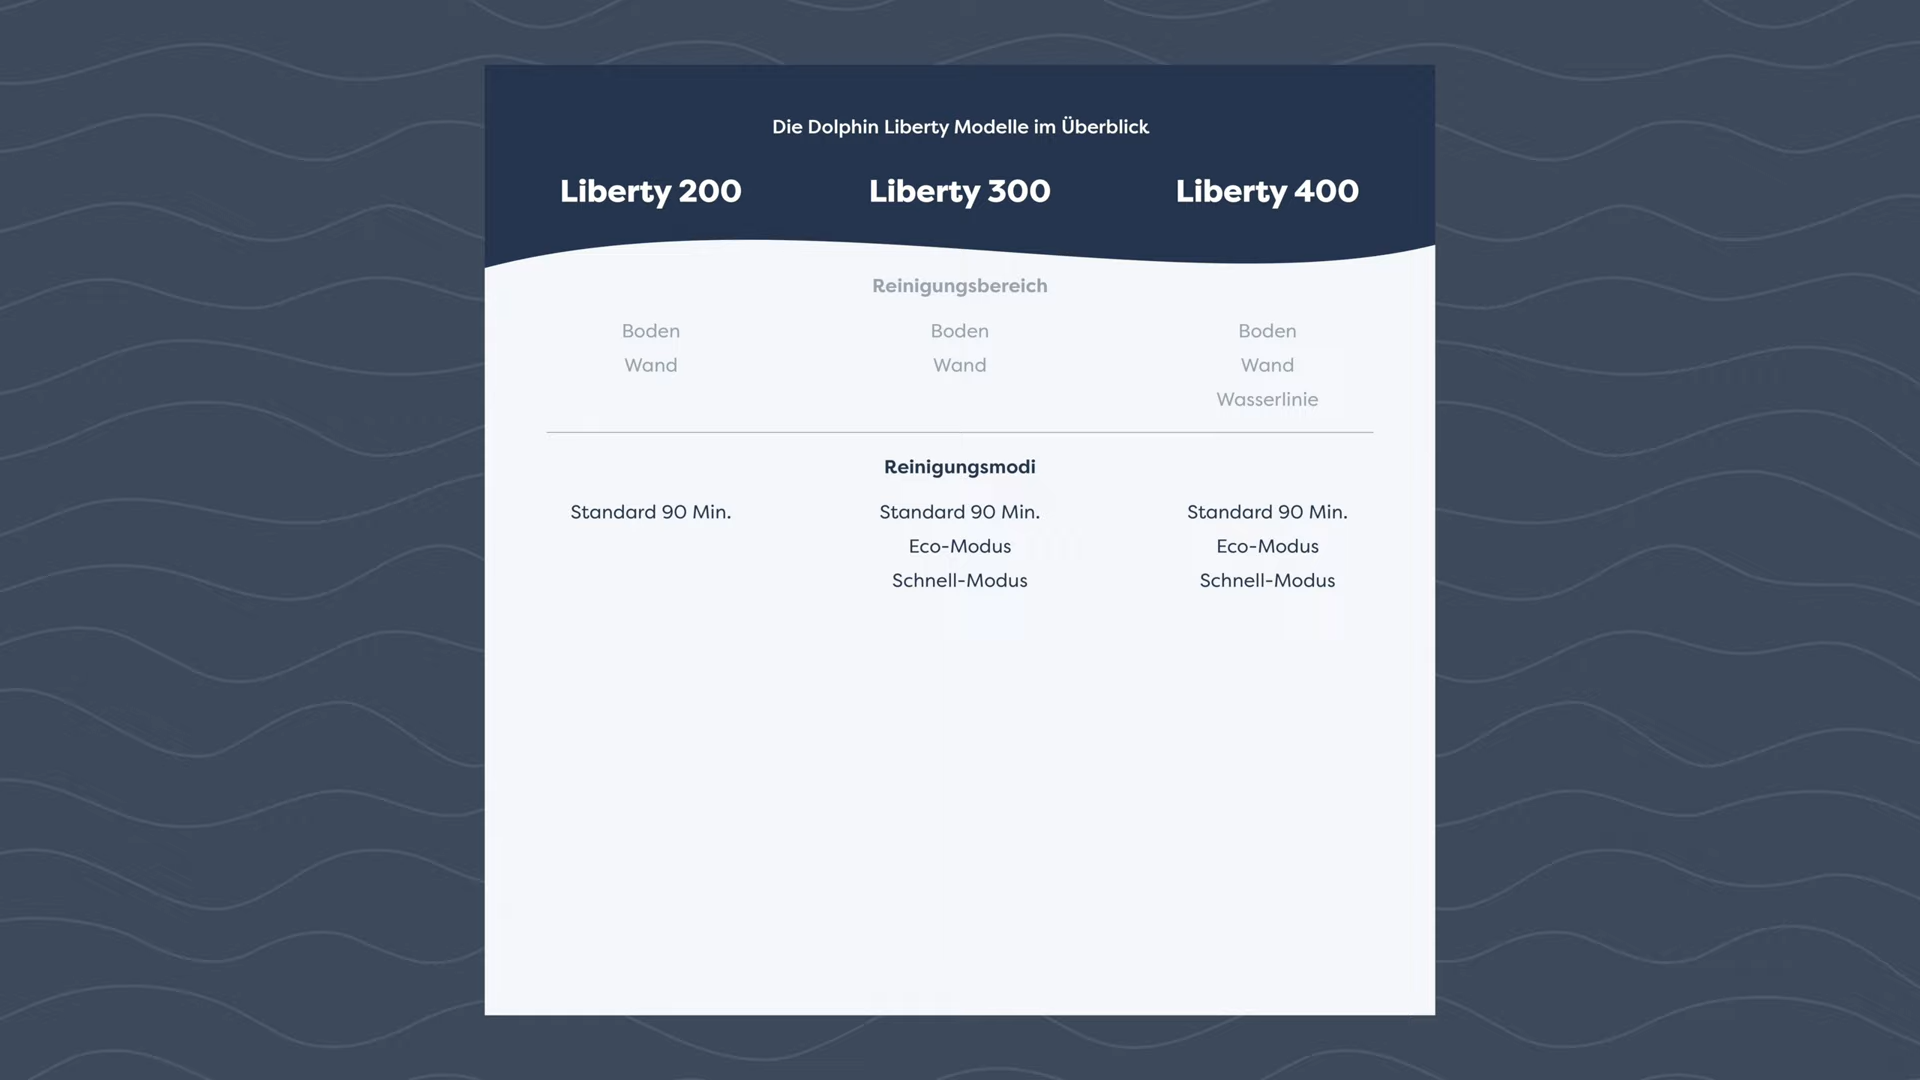 Die Dolphin Liberty Modelle im Überblick
Liberty 200 Liberty 300 Liberty 400
Reinigungsbereich
Boden Boden Boden
Wand Wand Wand
Wasserlinie
Reinigungsmodi
Standard 90 Min. Standard 90 Min. Standard 90 Min.
Eco-Modus Eco-Modus
Schnell-Modus Schnell-Modus